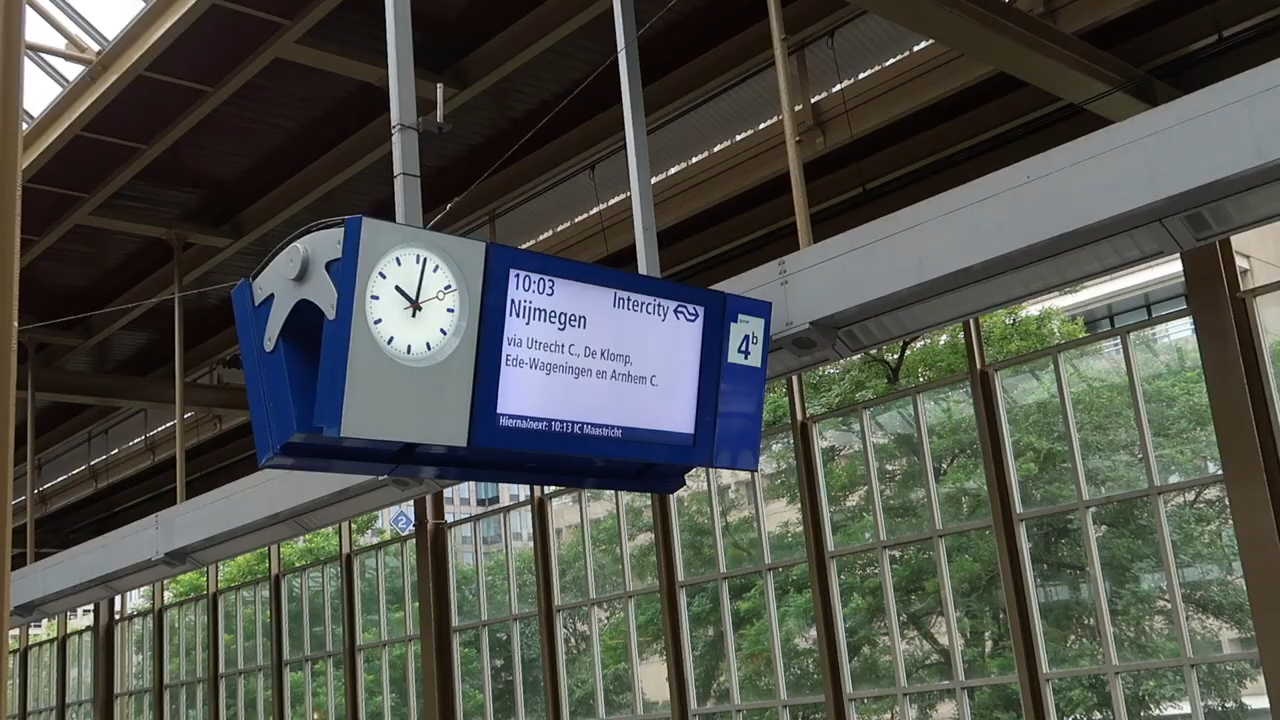 10:03
Intercity
Nijmegen
via Utrecht C., De Klomp,
Ede-Wageningen en Arnhem C.
Hierna/next: 10:13 IC Maastricht
4b
2